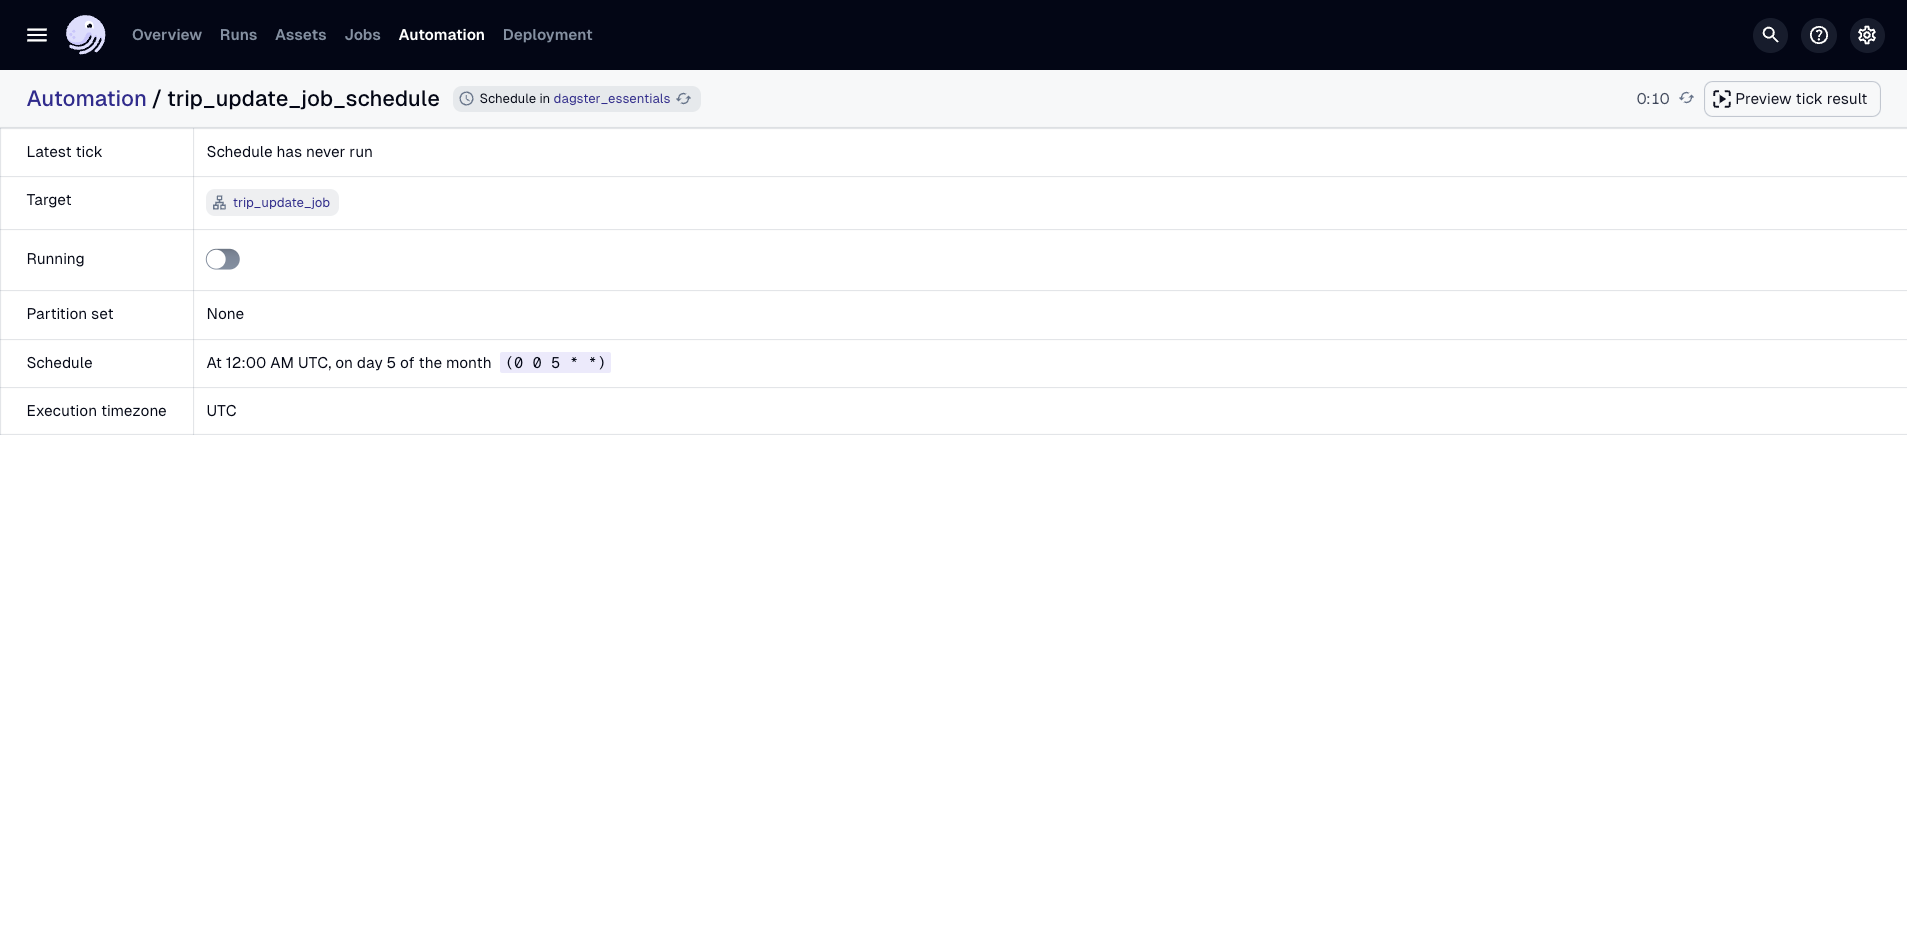 Overview Runs Assets Jobs Automation Deployment
Automation / trip_update_job_schedule Schedule in dagster_essentials 0:10 Preview tick result
Latest tick Schedule has never run
Target trip_update_job
Running
Partition set None
Schedule At 12:00 AM UTC, on day 5 of the month (0 0 5 * *)
Execution timezone UTC